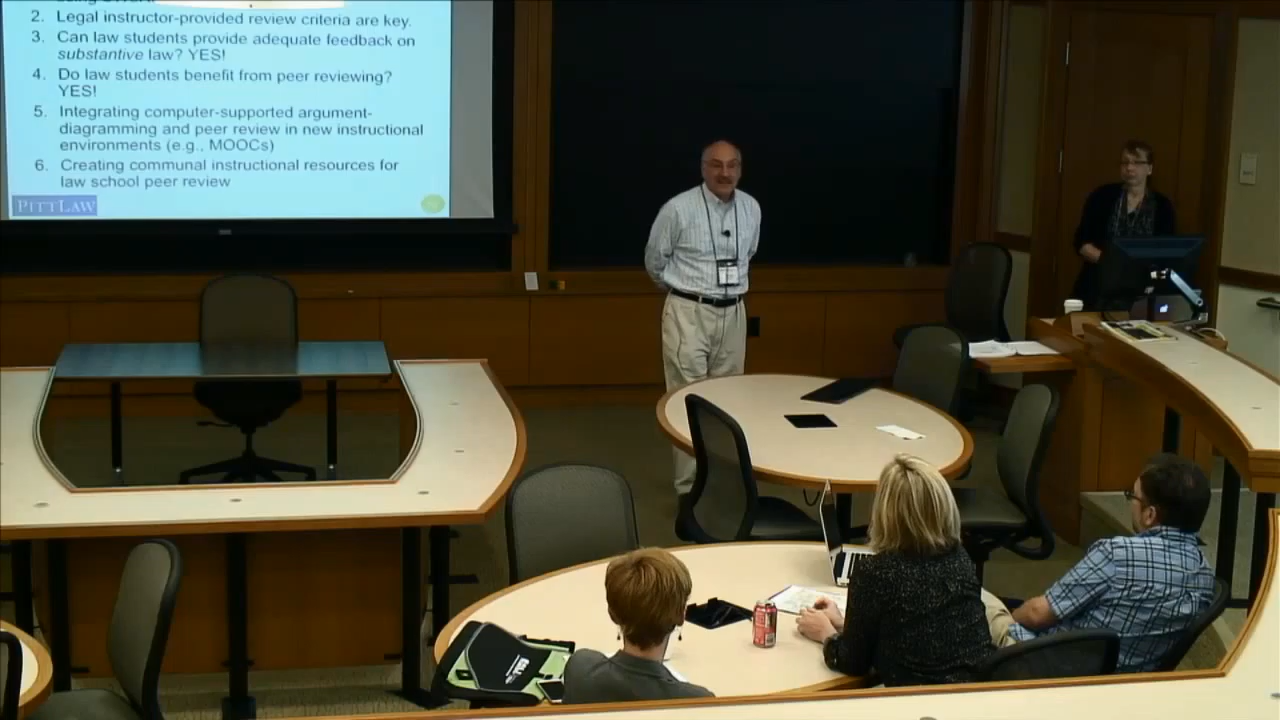 2. Legal instructor-provided review criteria are key.
3. Can law students provide adequate feedback on
substantive law? YES!
4. Do law students benefit from peer reviewing?
YES!
5. Integrating computer-supported argument-
diagramming and peer review in new instructional
environments (e.g., MOOCs)
6. Creating communal instructional resources for
law school peer review
PITTLAW